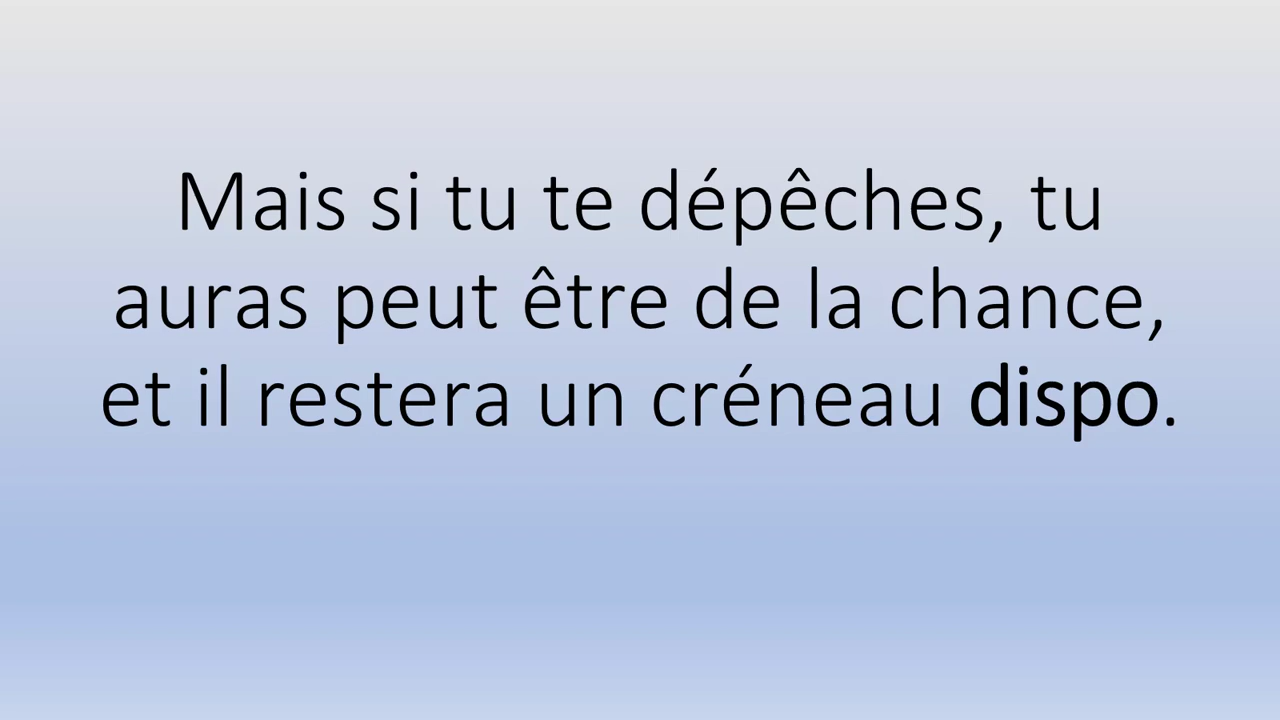 Mais si tu te dépêches, tu
auras peut être de la chance,
et il restera un créneau dispo.